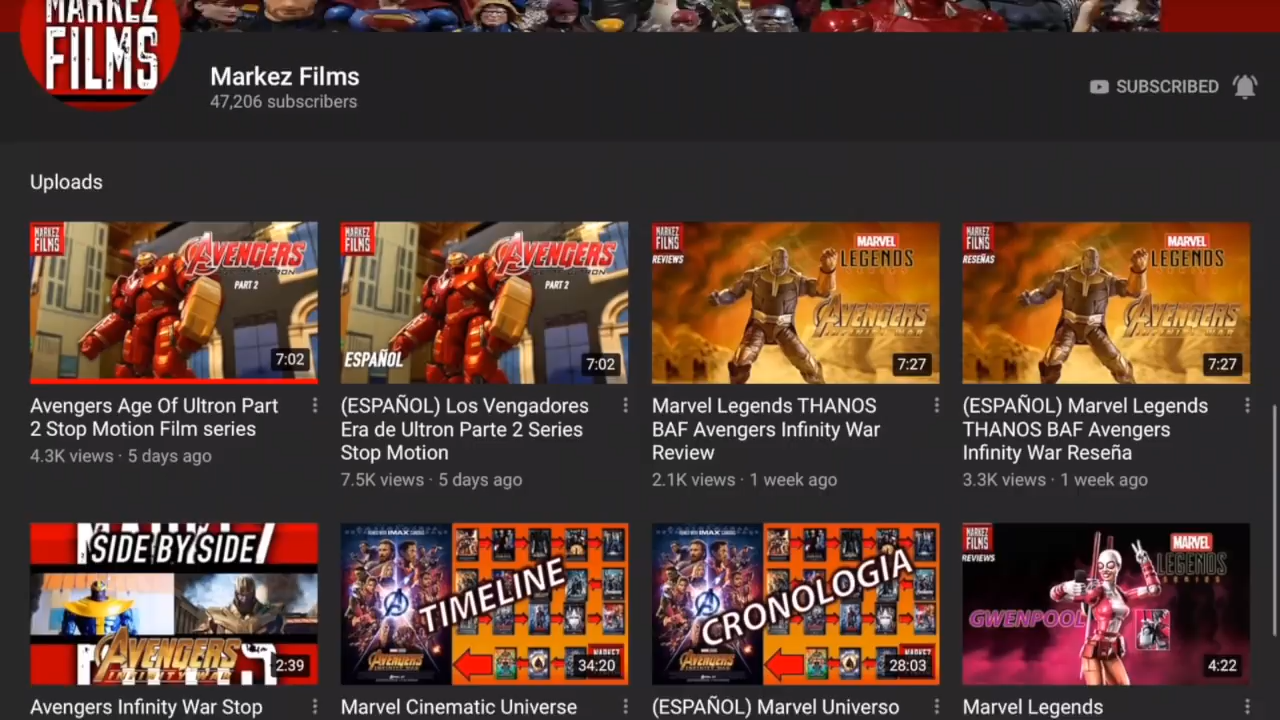 MARKEZ
FILMS
Markez Films
47,206 subscribers
SUBSCRIBED
Uploads
MARKEZ
FILMS
AVENGERS
PART 2
7:02
MARKEZ
FILMS
AVENGERS
PART 2
ESPAÑOL
7:02
MARKEZ
FILMS
REVIEWS
MARVEL
LEGENDS
AVENGERS
INFINITY WAR
7:27
MARKEZ
FILMS
RESEÑAS
MARVEL
LEGENDS
AVENGERS
INFINITY WAR
7:27
Avengers Age Of Ultron Part
2 Stop Motion Film series
4.3K views · 5 days ago
(ESPAÑOL) Los Vengadores
Era de Ultron Parte 2 Series
Stop Motion
7.5K views · 5 days ago
Marvel Legends THANOS
BAF Avengers Infinity War
Review
2.1K views · 1 week ago
(ESPAÑOL) Marvel Legends
THANOS BAF Avengers
Infinity War Reseña
3.3K views · 1 week ago
SIDE BY SIDE
AVENGERS
INFINITY WAR
2:39
TIMELINE
AVENGERS
34:20
CRONOLOGIA
AVENGERS
28:03
MARKEZ
FILMS
REVIEWS
MARVEL
LEGENDS
SERIES
GWENPOOL
4:22
Avengers Infinity War Stop
Marvel Cinematic Universe
(ESPAÑOL) Marvel Universo
Marvel Legends